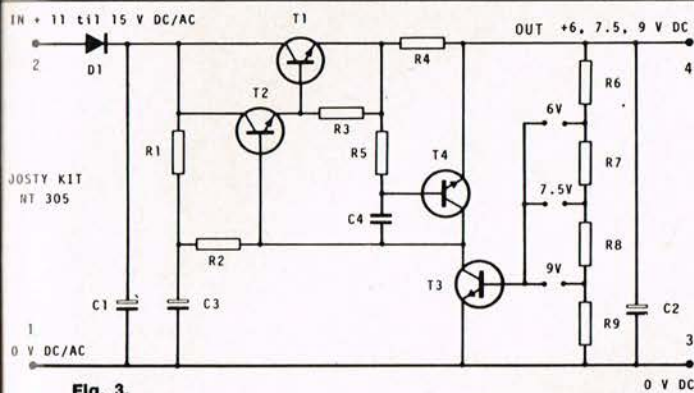 IN + 11 til 15 V DC/AC
T1
OUT +6, 7.5, 9 V DC
2
D1
R4
4
T2
R6
6V
R3
R1
R5
T4
R7
JOSTY KIT
NT 305
7.5V
C4
R2
R8
9V
T3
C1
C3
R9
C2
1
0 V DC/AC
3
Fig. 3.
0 V DC